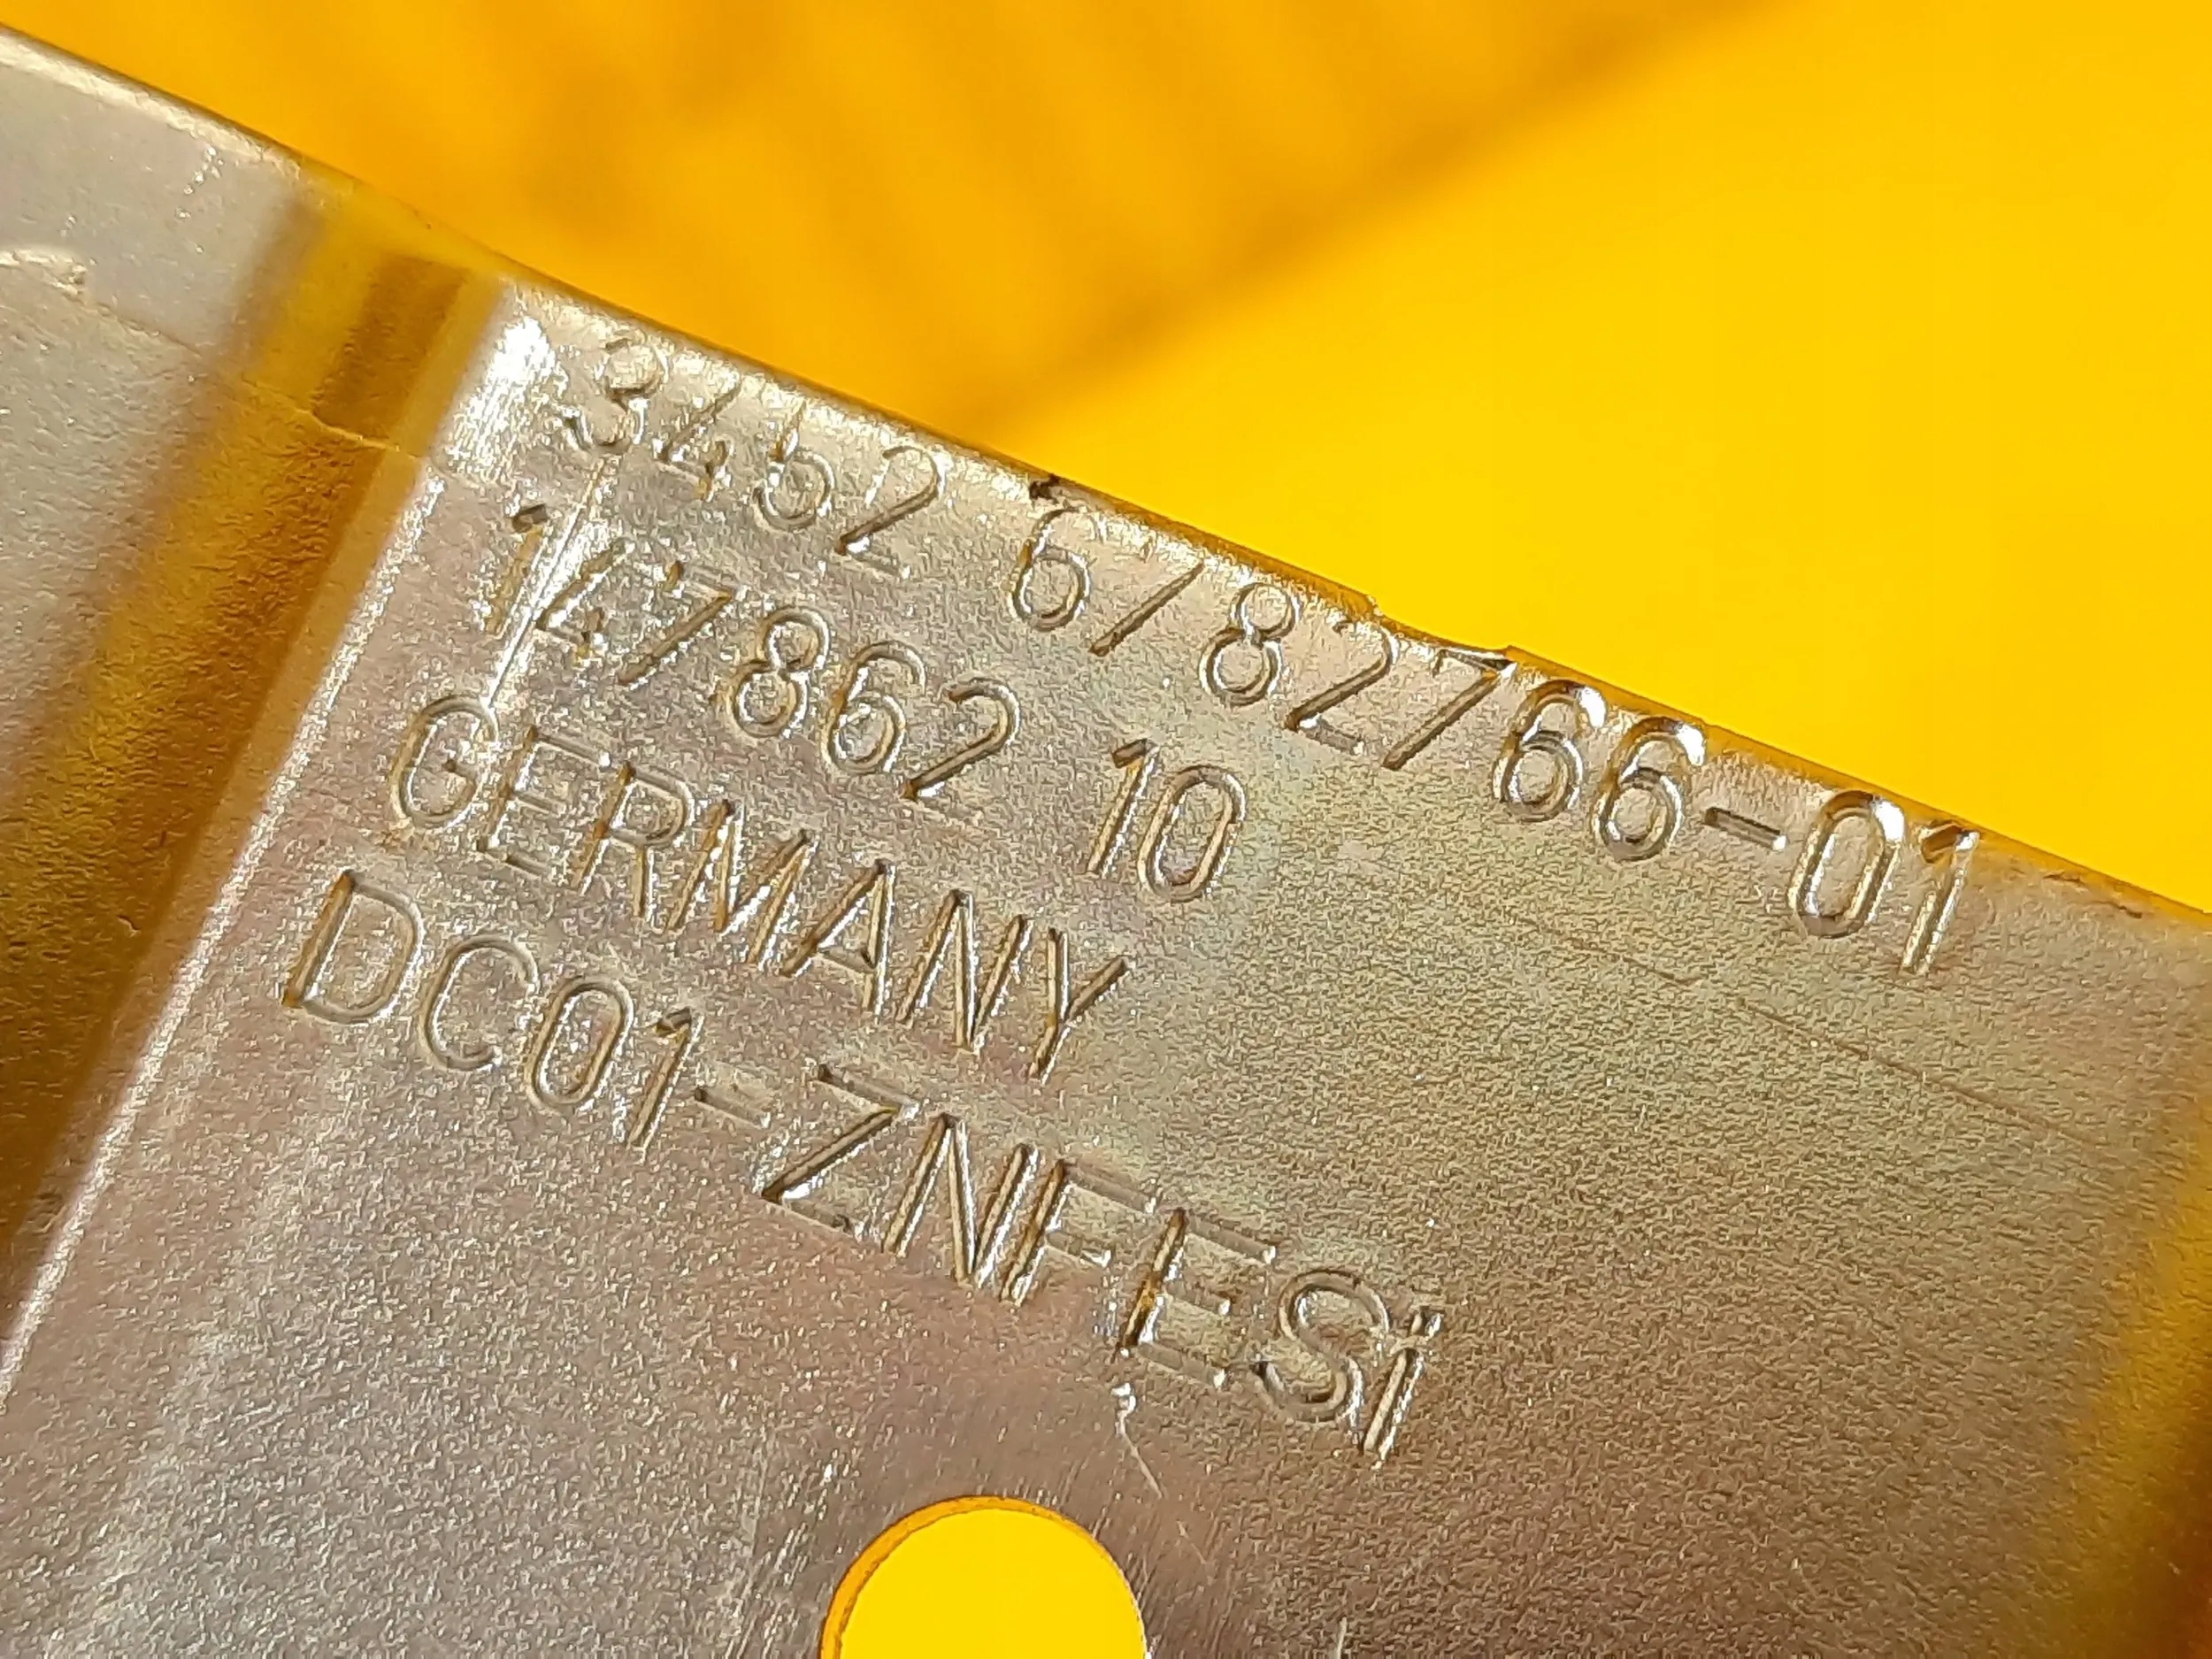 3452 6782766-01
147862 10
GERMANY
DC01-ZNFESi